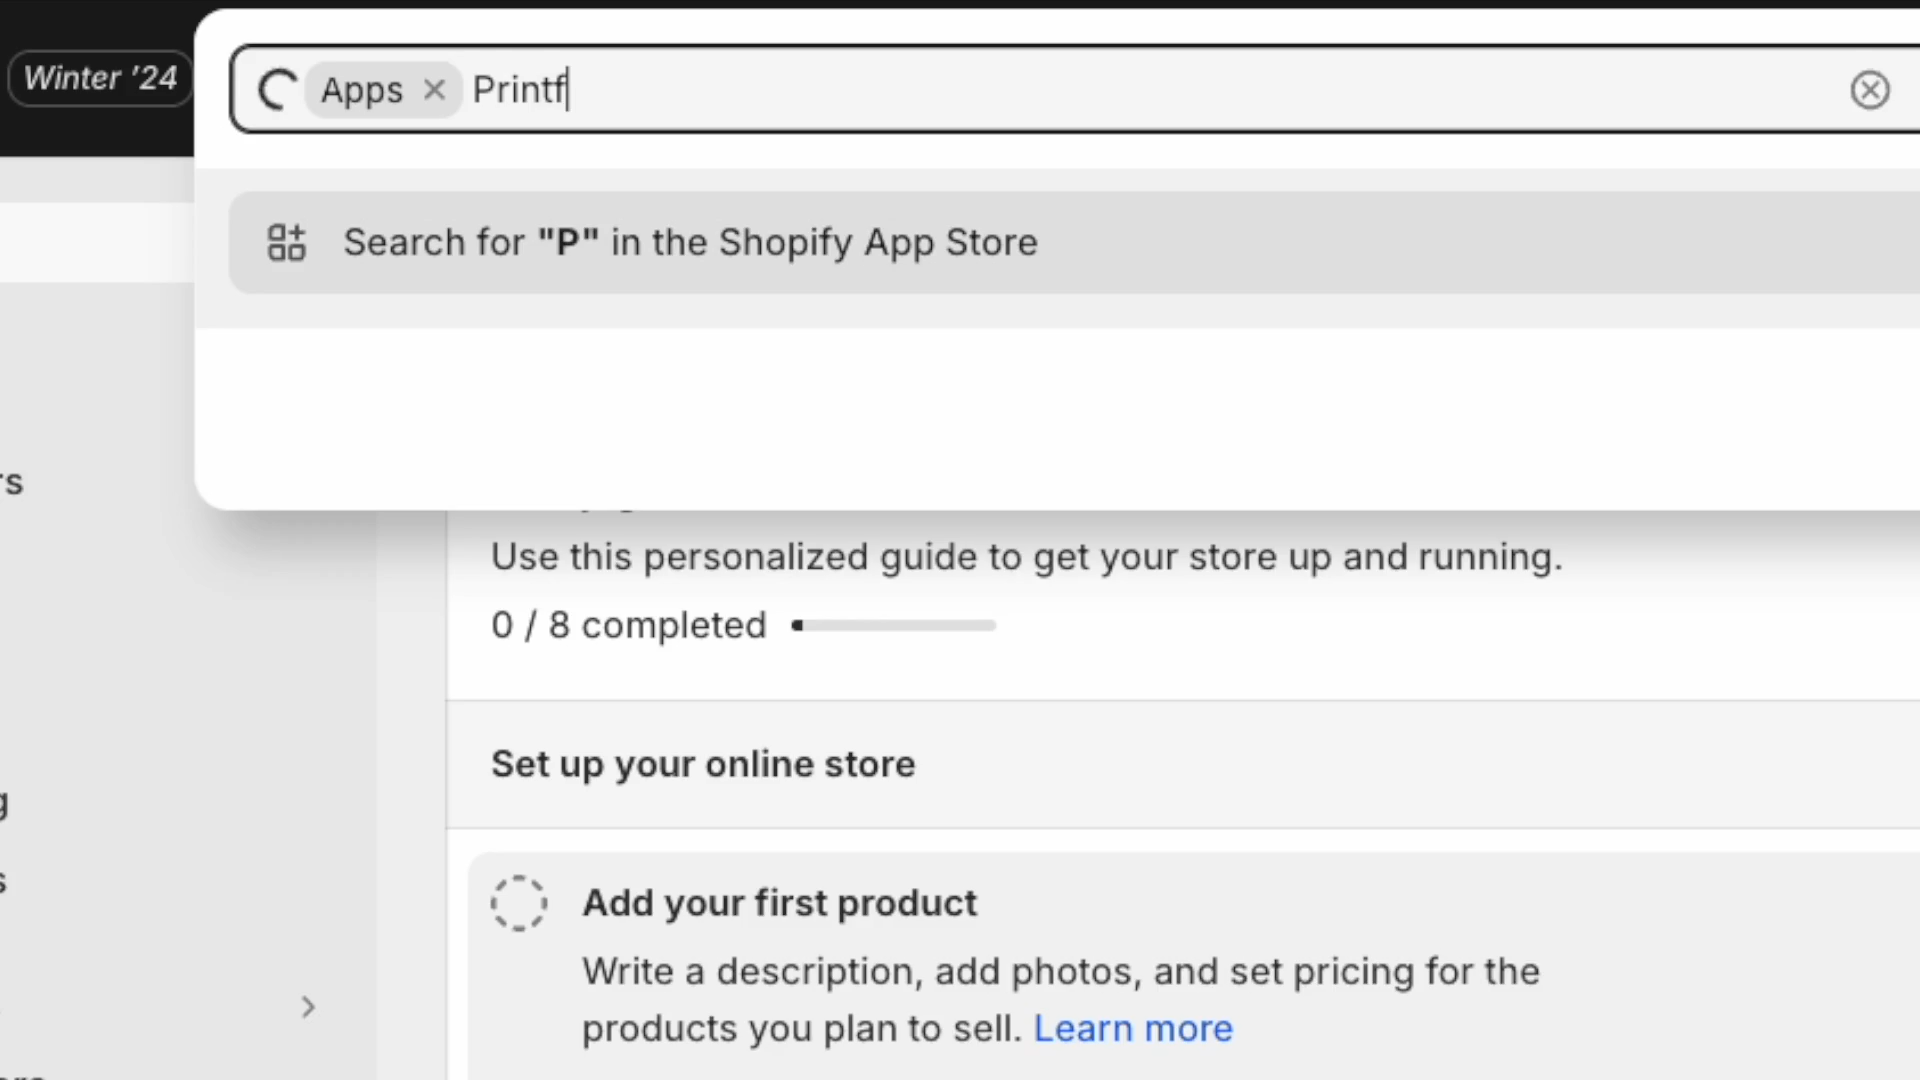 Winter '24
Apps Printf
Search for "P" in the Shopify App Store
Use this personalized guide to get your store up and running.
0 / 8 completed
Set up your online store
Add your first product
Write a description, add photos, and set pricing for the
products you plan to sell. Learn more